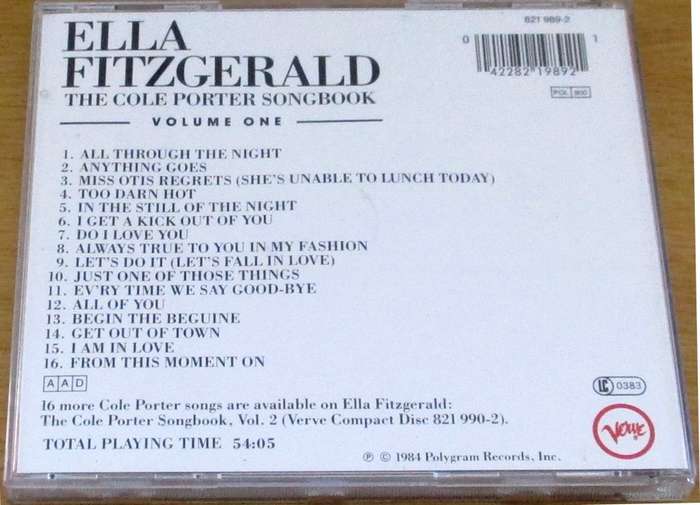 ELLA
FITZGERALD
THE COLE PORTER SONGBOOK
VOLUME ONE
821 989-2
0 42282 19892 1
POL 900
1. ALL THROUGH THE NIGHT
2. ANYTHING GOES
3. MISS OTIS REGRETS (SHE'S UNABLE TO LUNCH TODAY)
4. TOO DARN HOT
5. IN THE STILL OF THE NIGHT
6. I GET A KICK OUT OF YOU
7. DO I LOVE YOU
8. ALWAYS TRUE TO YOU IN MY FASHION
9. LET'S DO IT (LET'S FALL IN LOVE)
10. JUST ONE OF THOSE THINGS
11. EV'RY TIME WE SAY GOOD-BYE
12. ALL OF YOU
13. BEGIN THE BEGUINE
14. GET OUT OF TOWN
15. I AM IN LOVE
16. FROM THIS MOMENT ON
AAD
LC 0383
16 more Cole Porter songs are available on Ella Fitzgerald:
The Cole Porter Songbook, Vol. 2 (Verve Compact Disc 821 990-2).
Verve
TOTAL PLAYING TIME 54:05
℗ © 1984 Polygram Records, Inc.